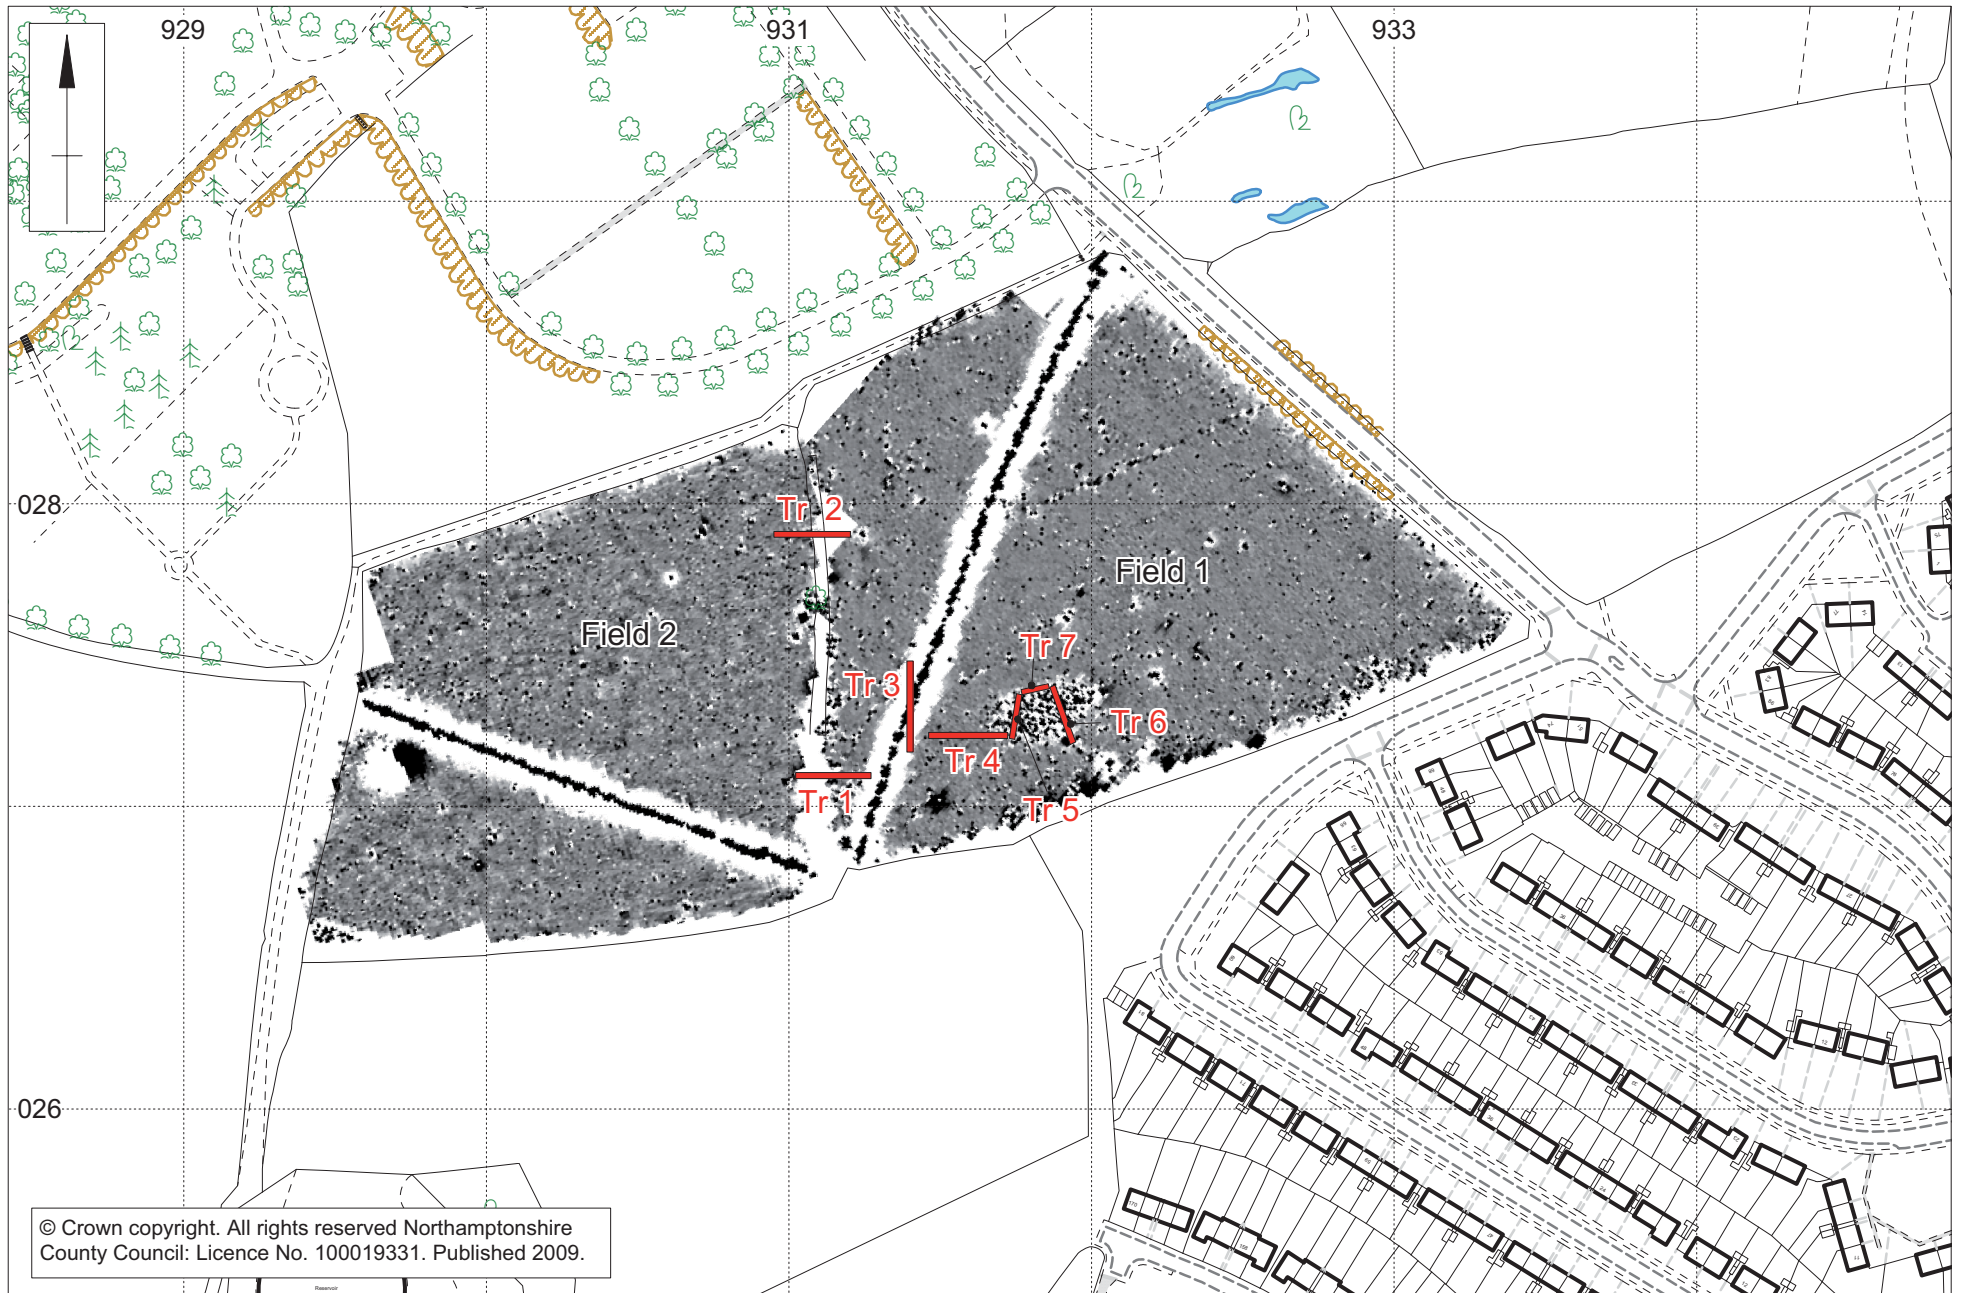 929
931
933
028
Tr 2
Field 1
Field 2
Tr 7
Tr 3
Tr 6
Tr 4
Tr 1
Tr 5
026
© Crown copyright. All rights reserved Northamptonshire
County Council: Licence No. 100019331. Published 2009.
Reservoir